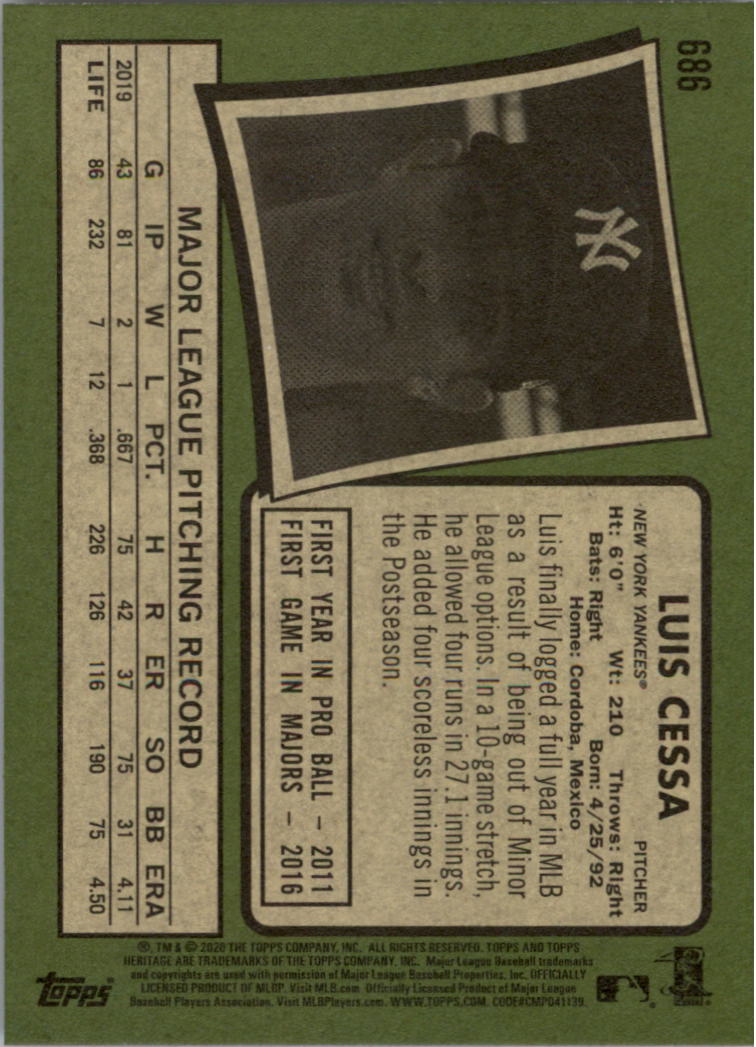 686
NY
LUIS CESSA
NEW YORK YANKEES® PITCHER
Ht: 6'0" Wt: 210 Throws: Right
Bats: Right Born: 4/25/92
Home: Cordoba, Mexico
Luis finally logged a full year in MLB
as a result of being out of Minor
League options. In a 10-game stretch,
he allowed four runs in 27.1 innings.
He added four scoreless innings in
the Postseason.
FIRST YEAR IN PRO BALL – 2011
FIRST GAME IN MAJORS – 2016
MAJOR LEAGUE PITCHING RECORD
G IP W L PCT. H R ER SO BB ERA
2019 43 81 2 1 .667 75 42 37 75 31 4.11
LIFE 86 232 7 12 .368 226 126 116 190 75 4.50
®, TM & © 2020 THE TOPPS COMPANY, INC. ALL RIGHTS RESERVED. TOPPS AND TOPPS
HERITAGE ARE TRADEMARKS OF THE TOPPS COMPANY, INC. Major League Baseball trademarks
and copyrights are used with permission of Major League Baseball Properties, Inc. OFFICIALLY
LICENSED PRODUCT OF MLBP. Visit MLB.com. Officially Licensed Product of Major League
Baseball Players Association. Visit MLBPlayers.com. WWW.TOPPS.COM. CODE#CMP041139.
topps